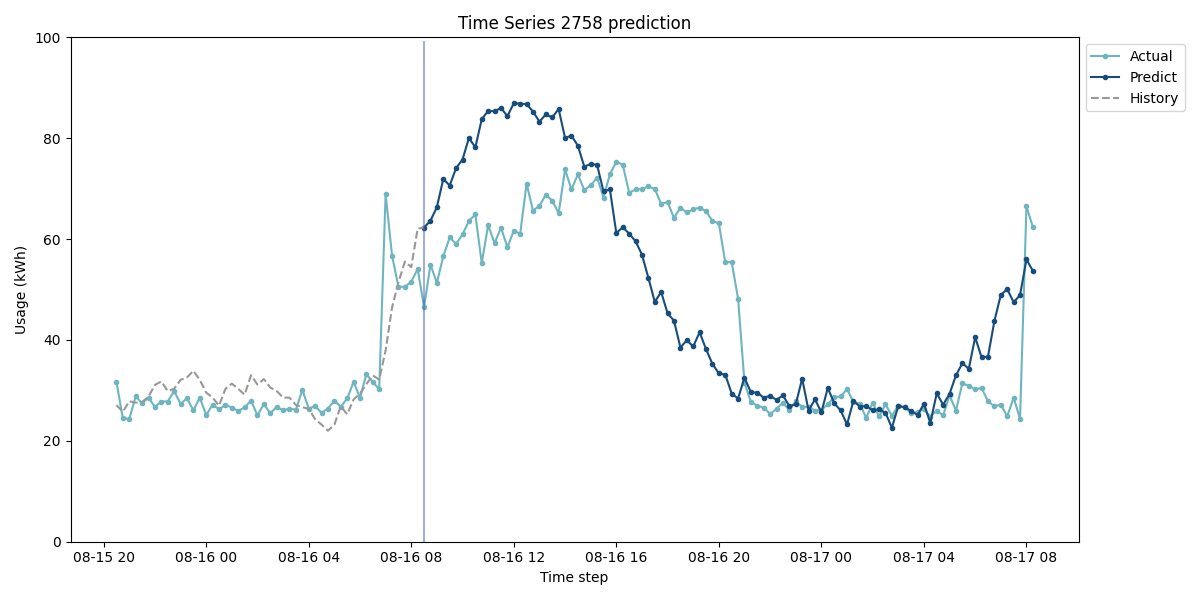 Time Series 2758 prediction
100
80
60
40
20
0
Usage (kWh)
08-15 20
08-16 00
08-16 04
08-16 08
08-16 12
08-16 16
08-16 20
08-17 00
08-17 04
08-17 08
Time step
Actual
Predict
History